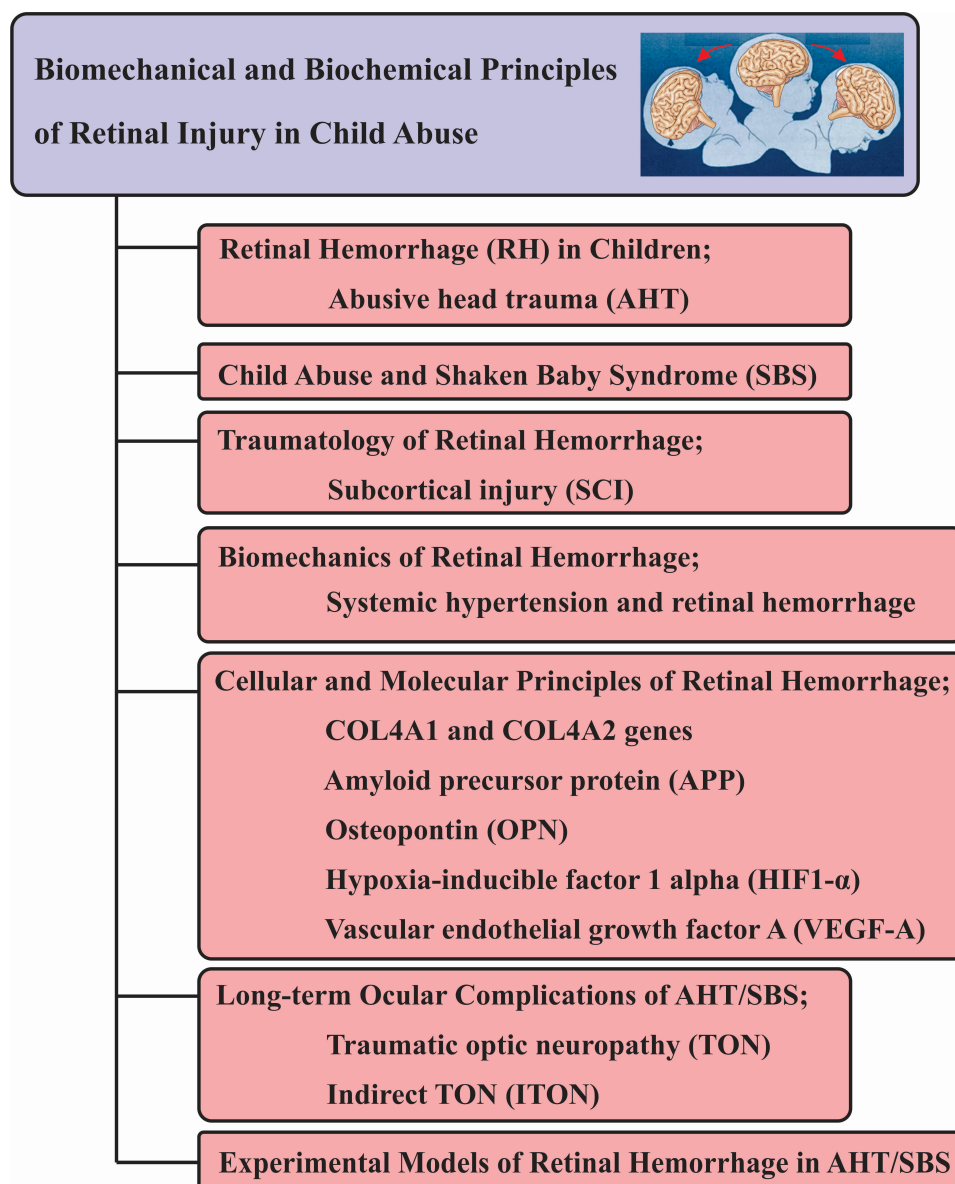 Biomechanical and Biochemical Principles
of Retinal Injury in Child Abuse
Retinal Hemorrhage (RH) in Children;
Abusive head trauma (AHT)
Child Abuse and Shaken Baby Syndrome (SBS)
Traumatology of Retinal Hemorrhage;
Subcortical injury (SCI)
Biomechanics of Retinal Hemorrhage;
Systemic hypertension and retinal hemorrhage
Cellular and Molecular Principles of Retinal Hemorrhage;
COL4A1 and COL4A2 genes
Amyloid precursor protein (APP)
Osteopontin (OPN)
Hypoxia-inducible factor 1 alpha (HIF1-α)
Vascular endothelial growth factor A (VEGF-A)
Long-term Ocular Complications of AHT/SBS;
Traumatic optic neuropathy (TON)
Indirect TON (ITON)
Experimental Models of Retinal Hemorrhage in AHT/SBS